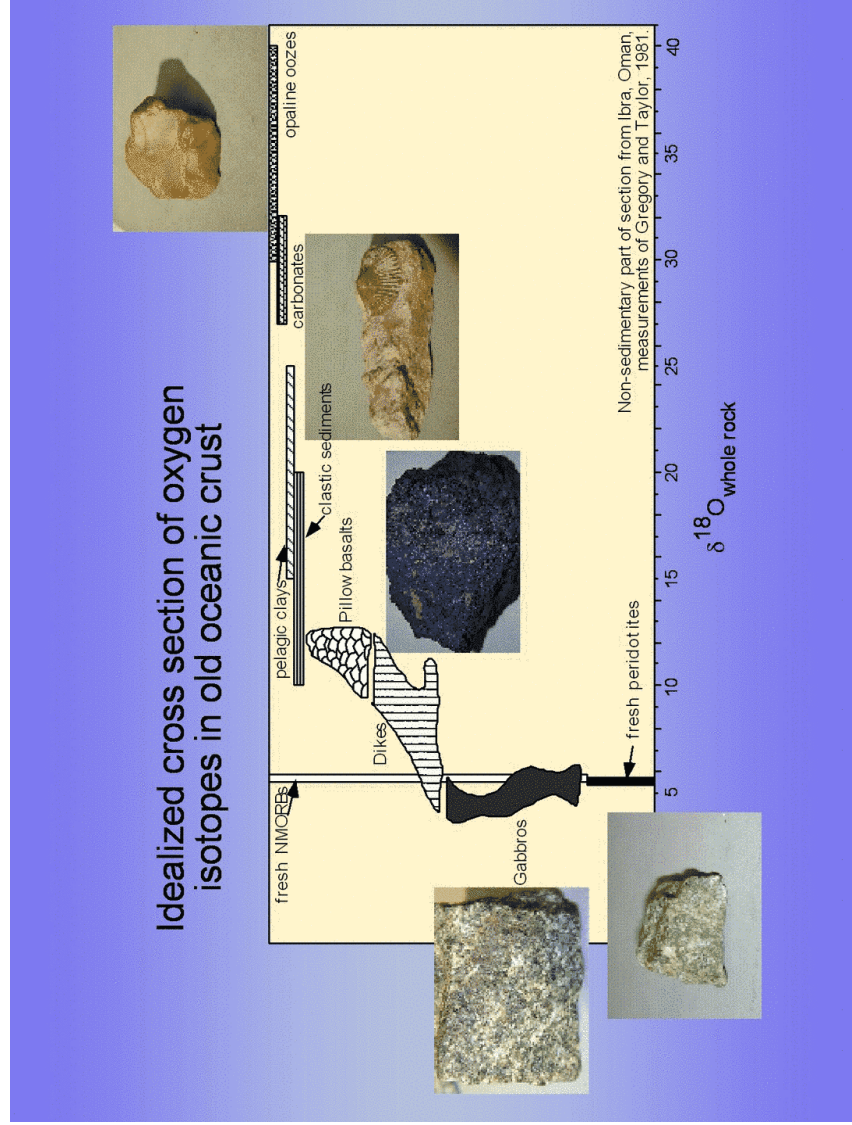 Idealized cross section of oxygen
isotopes in old oceanic crust
fresh NMORBs
pelagic clays
clastic sediments
carbonates
opaline oozes
Pillow basalts
Dikes
Gabbros
fresh peridotites
Non-sedimentary part of section from Ibra, Oman,
measurements of Gregory and Taylor, 1981.
5
10
15
20
25
30
35
40
δ 18O whole rock